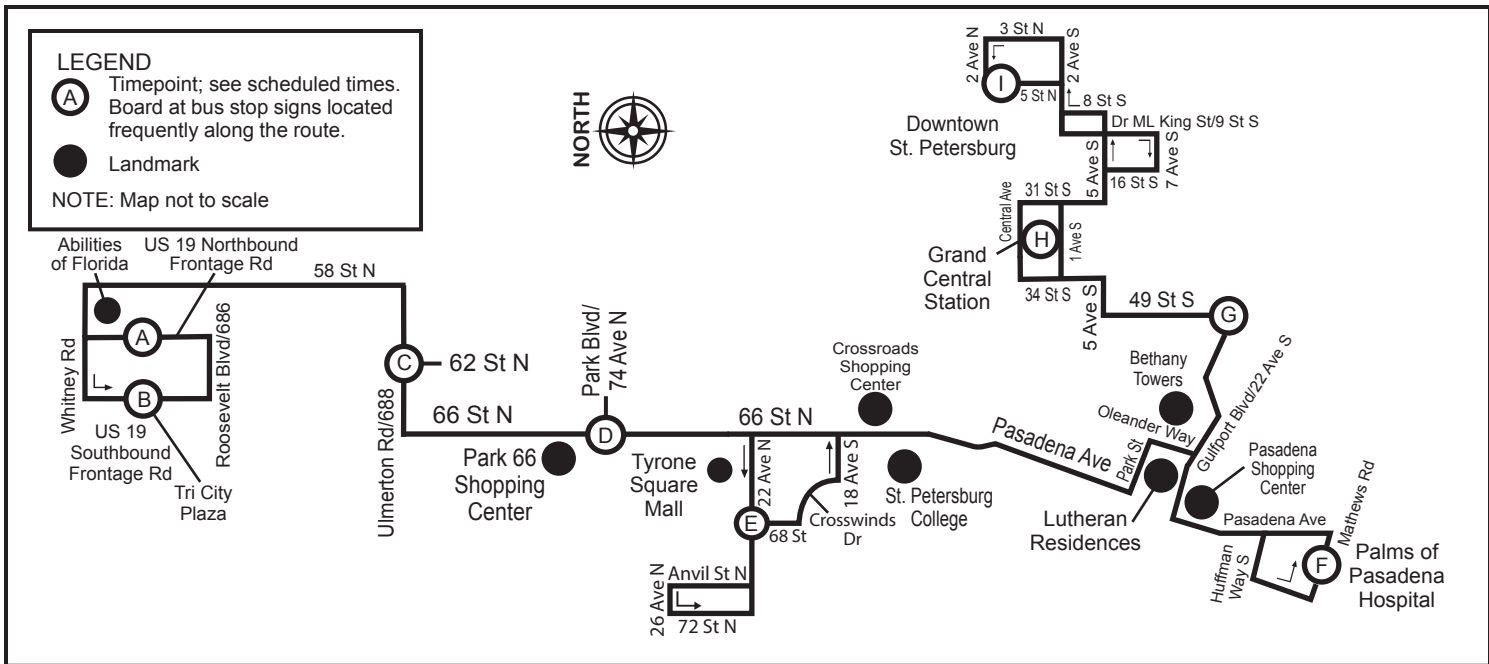 LEGEND
A
Timepoint; see scheduled times.
Board at bus stop signs located
frequently along the route.
Landmark
NOTE: Map not to scale
NORTH
3 St N
2 Ave N
2 Ave S
I
5 St N
8 St S
Dr ML King St/9 St S
Downtown
St. Petersburg
5 Ave S
7 Ave S
16 St S
31 St S
Central Ave
H
1 Ave S
Grand
Central
Station
34 St S
5 Ave S
49 St S
G
Abilities
of Florida
US 19 Northbound
Frontage Rd
58 St N
A
Whitney Rd
Roosevelt Blvd/686
B
US 19
Southbound
Frontage Rd
Tri City
Plaza
C
62 St N
Ulmerton Rd/688
66 St N
Park Blvd/
74 Ave N
D
Park 66
Shopping
Center
Tyrone
Square
Mall
66 St N
22 Ave N
18 Ave S
E
68 St
Crosswinds
Dr
Anvil St N
26 Ave N
72 St N
Crossroads
Shopping
Center
St. Petersburg
College
Pasadena Ave
Park St
Oleander Way
Bethany
Towers
Gulfport Blvd/22 Ave S
Lutheran
Residences
Pasadena
Shopping
Center
Pasadena Ave
Mathews Rd
Huffman
Way S
F
Palms of
Pasadena
Hospital